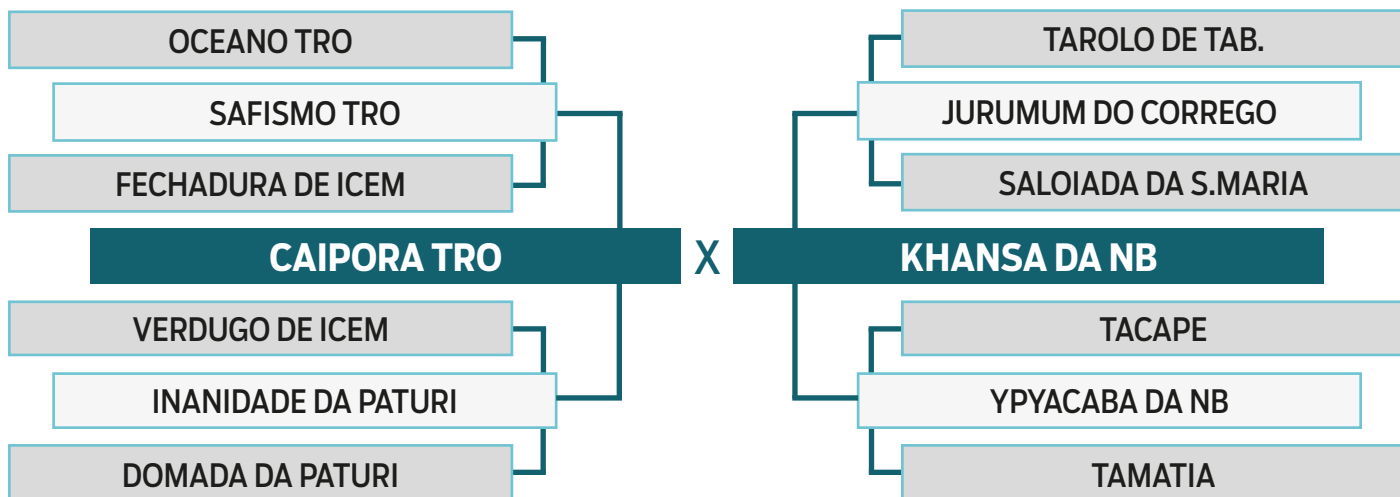 OCEANO TRO
SAFISMO TRO
FECHADURA DE ICEM
CAIPORA TRO
VERDUGO DE ICEM
INANIDADE DA PATURI
DOMADA DA PATURI
X
TAROLO DE TAB.
JURUMUM DO CORREGO
SALOIADA DA S.MARIA
KHANSA DA NB
TACAPE
YPYACABA DA NB
TAMATIA